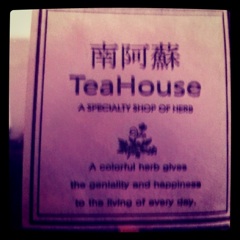 南阿蘇
TeaHouse
A SPECIALTY SHOP OF HERB
A colorful herb gives
the geniality and happiness
to the living of every day.